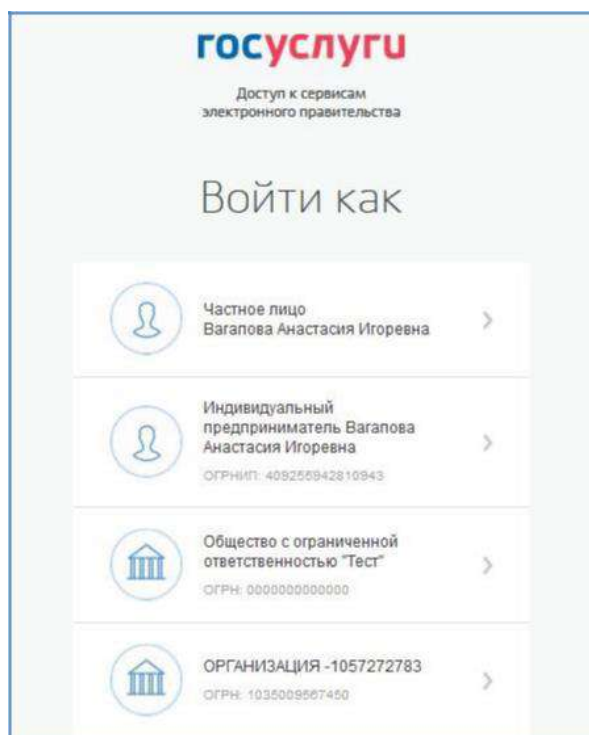 госуслуги
Доступ к сервисам
электронного правительства
Войти как
Частное лицо
Вагапова Анастасия Игоревна
Индивидуальный
предприниматель Вагапова
Анастасия Игоревна
ОГРНИП: 409255942810943
Общество с ограниченной
ответственностью "Тест"
ОГРН: 0000000000000
ОРГАНИЗАЦИЯ -1057272783
ОГРН: 1035009567450